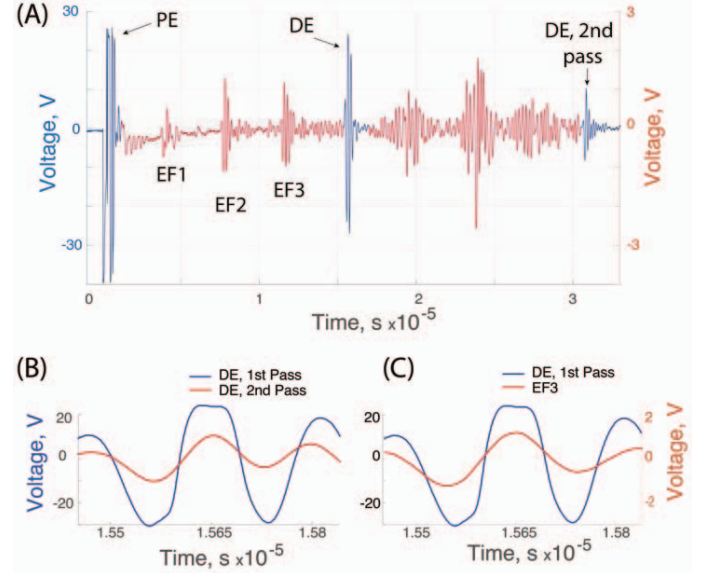 (A)
30
3
PE
DE
DE, 2nd
pass
Voltage, V
0
0
Voltage, V
EF1
EF2
EF3
-30
-3
0
1
2
3
Time, s x10-5
(B)
DE, 1st Pass
DE, 2nd Pass
Voltage, V
20
0
-20
1.55
1.565
1.58
Time, s x10-5
(C)
DE, 1st Pass
EF3
Voltage, V
20
0
-20
2
0
-2
Voltage, V
1.55
1.565
1.58
Time, s x10-5